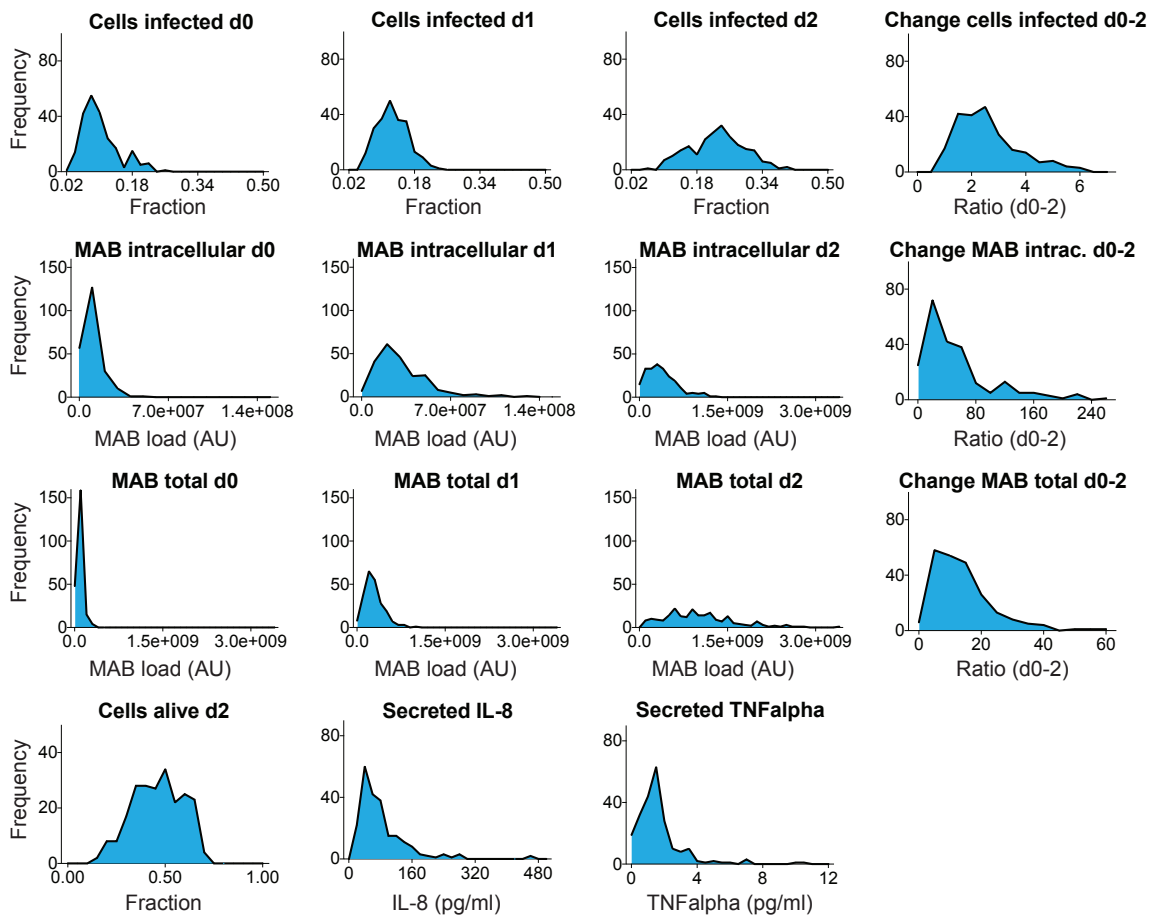 Cells infected d0 Cells infected d1 Cells infected d2 Change cells infected d0-2
Frequency
80 80 80 80
40 40 40 40
0 0 0 0
0.02 0.18 0.34 0.50 0.02 0.18 0.34 0.50 0.02 0.18 0.34 0.50 0 2 4 6
Fraction Fraction Fraction Ratio (d0-2)
MAB intracellular d0 MAB intracellular d1 MAB intracellular d2 Change MAB intrac. d0-2
Frequency
150 150 150 80
100 100 100 40
50 50 50
0 0 0 0
0.0 7.0e+007 1.4e+008 0.0 7.0e+007 1.4e+008 0.0 1.5e+009 3.0e+009 0 80 160 240
MAB load (AU) MAB load (AU) MAB load (AU) Ratio (d0-2)
MAB total d0 MAB total d1 MAB total d2 Change MAB total d0-2
Frequency
150 150 150 80
100 100 100 40
50 50 50
0 0 0 0
0.0 1.5e+009 3.0e+009 0.0 1.5e+009 3.0e+009 0.0 1.5e+009 3.0e+009 0 20 40 60
MAB load (AU) MAB load (AU) MAB load (AU) Ratio (d0-2)
Cells alive d2 Secreted IL-8 Secreted TNFalpha
Frequency
40 80 80
20 40 40
0 0 0
0.00 0.50 1.00 0 160 320 480 0 4 8 12
Fraction IL-8 (pg/ml) TNFalpha (pg/ml)